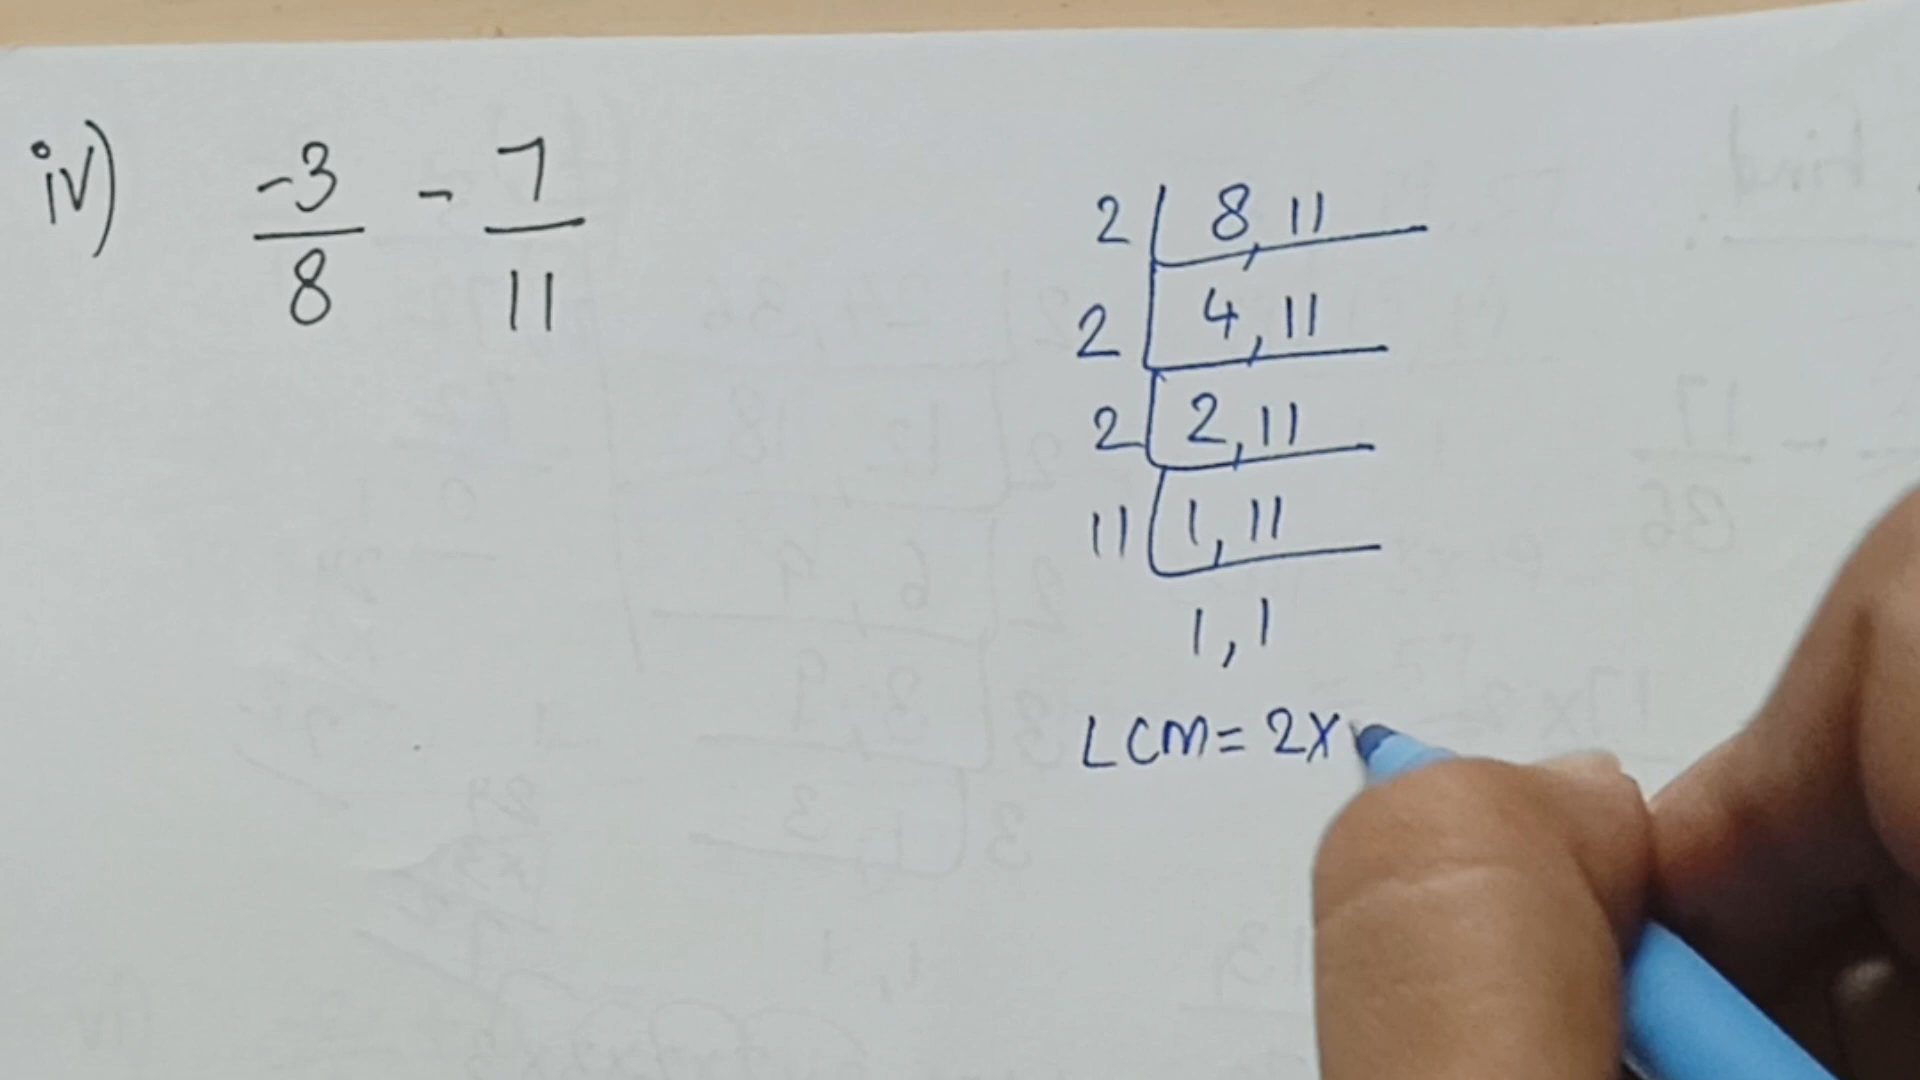 iv) -3/8 - 7/11
2 | 8, 11
2 | 4, 11
2 | 2, 11
11 | 1, 11
1, 1
LCM = 2X